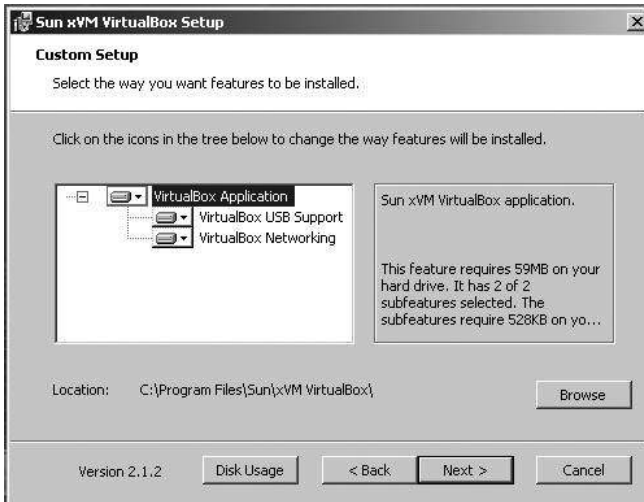 Sun xVM VirtualBox Setup
Custom Setup
Select the way you want features to be installed.
Click on the icons in the tree below to change the way features will be installed.
VirtualBox Application
VirtualBox USB Support
VirtualBox Networking
Sun xVM VirtualBox application.
This feature requires 59MB on your
hard drive. It has 2 of 2
subfeatures selected. The
subfeatures require 528KB on yo...
Location: C:\Program Files\Sun\xVM VirtualBox\
Browse
Version 2.1.2
Disk Usage
< Back
Next >
Cancel